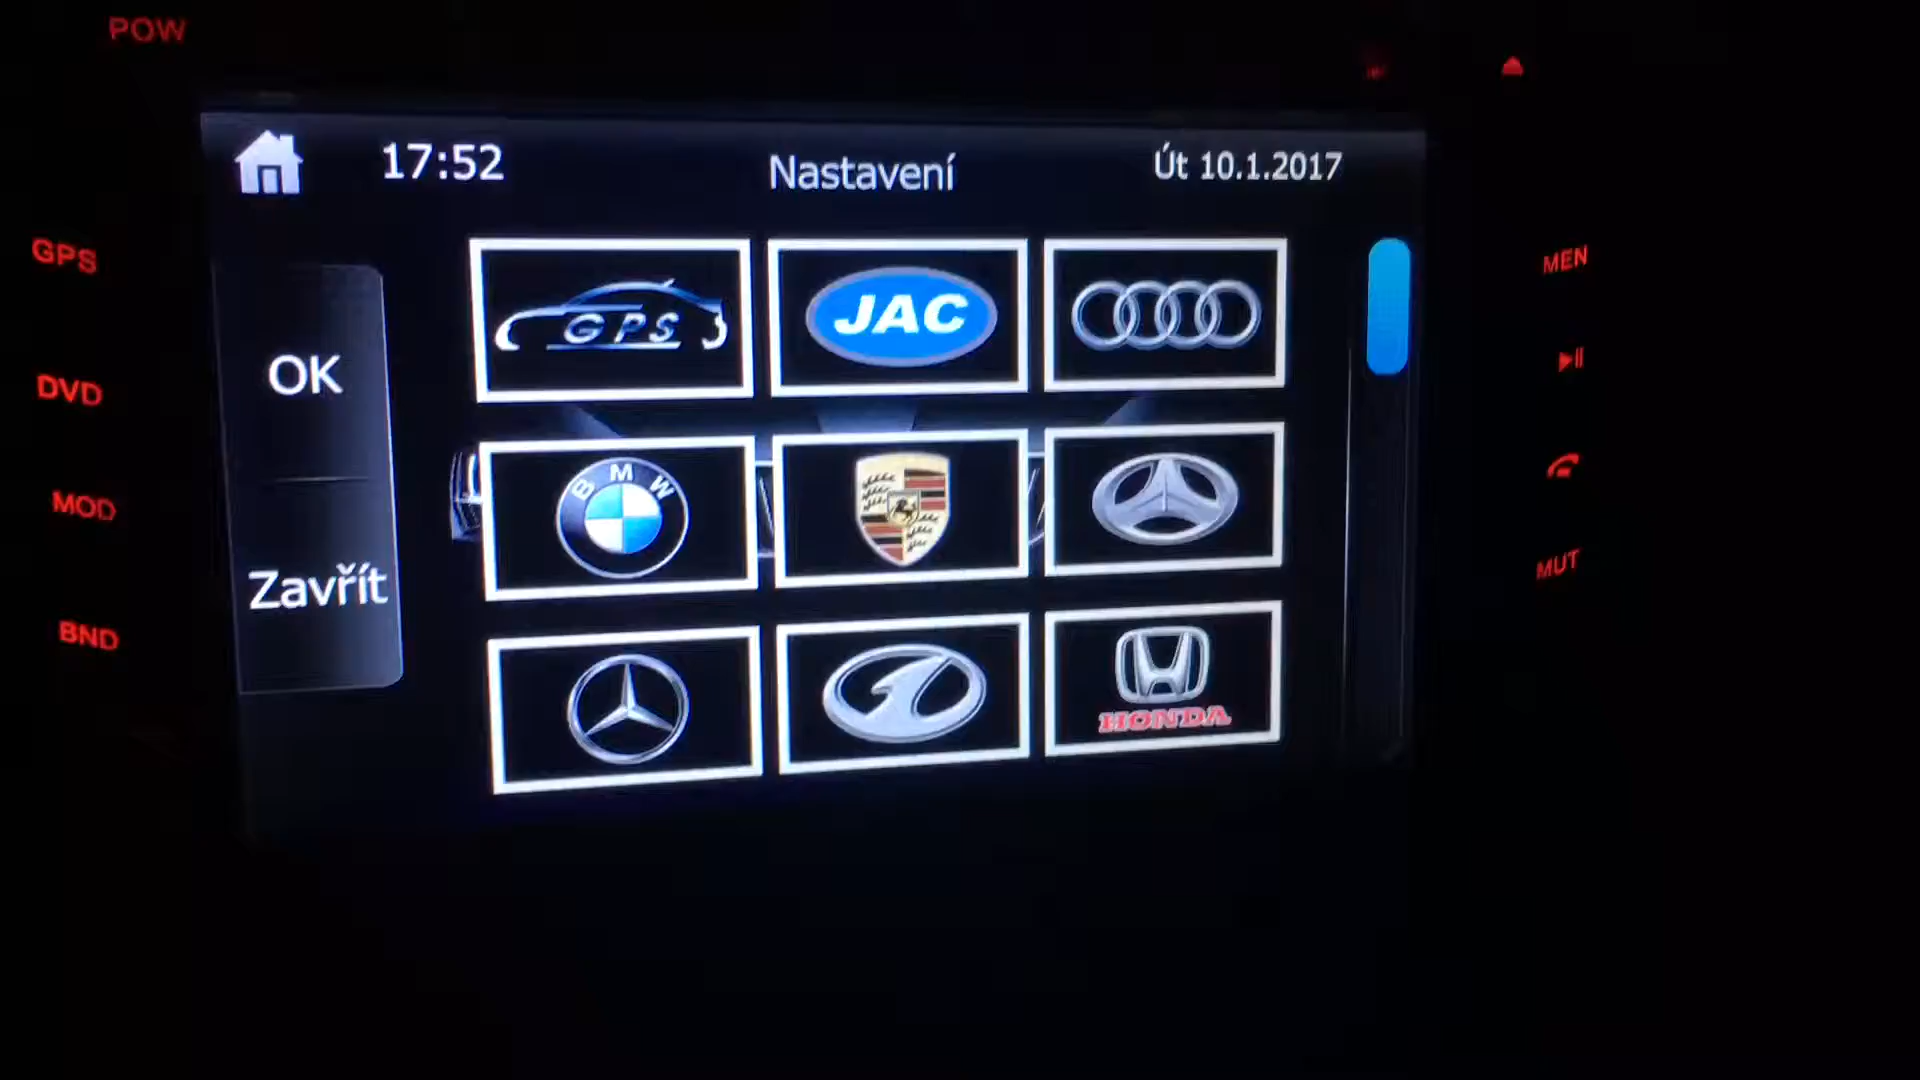 POW
17:52
Nastavení
Út 10.1.2017
GPS
DVD
MOD
BND
OK
Zavřít
GPS
JAC
BMW
HONDA
MEN
MUT